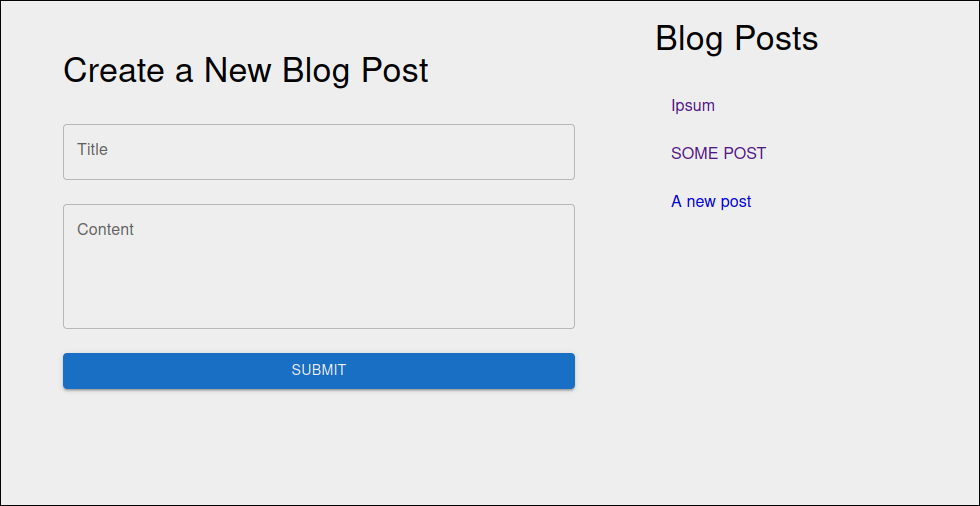 Create a New Blog Post
Title
Content
SUBMIT
Blog Posts
Ipsum
SOME POST
A new post